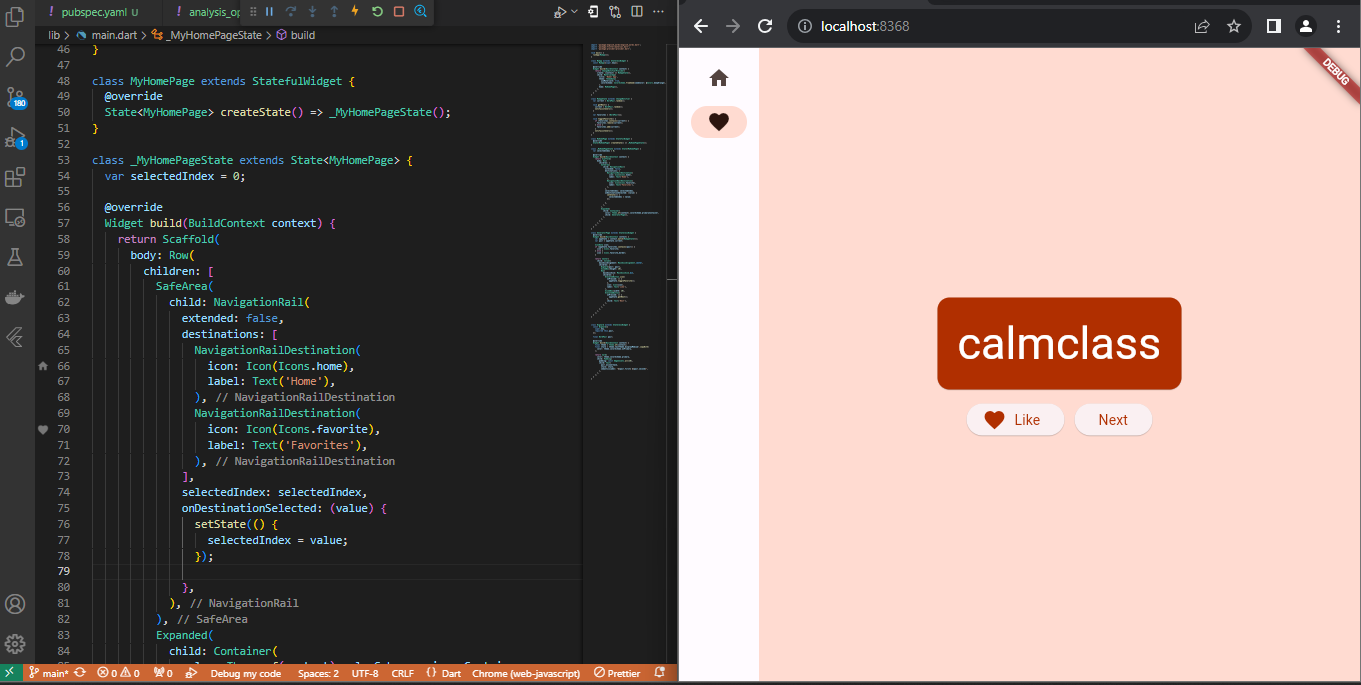 pubspec.yaml U
analysis_op
lib > main.dart > _MyHomePageState > build
46 }
47
48 class MyHomePage extends StatefulWidget {
49 @override
50 State<MyHomePage> createState() => _MyHomePageState();
51 }
52
53 class _MyHomePageState extends State<MyHomePage> {
54 var selectedIndex = 0;
55
56 @override
57 Widget build(BuildContext context) {
58 return Scaffold(
59 body: Row(
60 children: [
61 SafeArea(
62 child: NavigationRail(
63 extended: false,
64 destinations: [
65 NavigationRailDestination(
66 icon: Icon(Icons.home),
67 label: Text('Home'),
68 ), // NavigationRailDestination
69 NavigationRailDestination(
70 icon: Icon(Icons.favorite),
71 label: Text('Favorites'),
72 ), // NavigationRailDestination
73 ],
74 selectedIndex: selectedIndex,
75 onDestinationSelected: (value) {
76 setState(() {
77 selectedIndex = value;
78 });
79
80 },
81 ), // NavigationRail
82 ), // SafeArea
83 Expanded(
84 child: Container(
180
1
main* 0 0 0 Debug my code Spaces: 2 UTF-8 CRLF {} Dart Chrome (web-javascript) Prettier
localhost:8368
DEBUG
calmclass
Like
Next